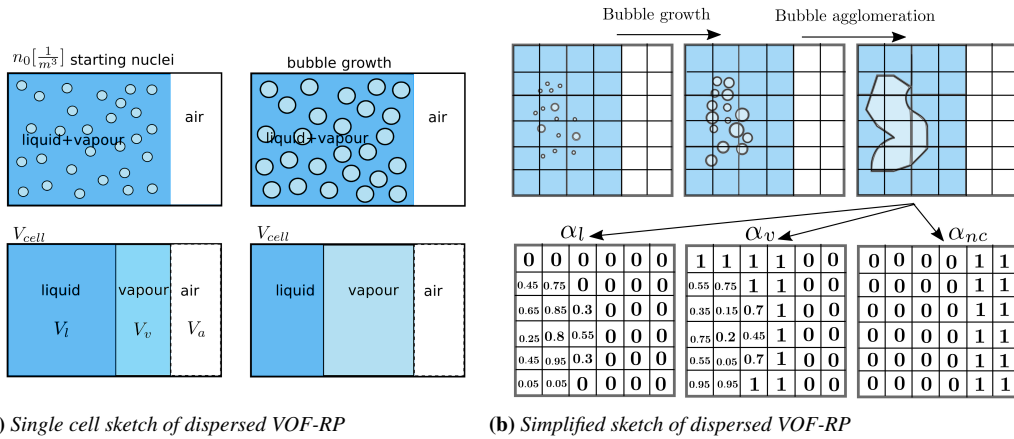 n₀[1/m³] starting nuclei
bubble growth
liquid+vapour
air
liquid+vapour
air
V_cell
V_cell
liquid
vapour
air
V_l
V_v
V_a
liquid
vapour
air
) Single cell sketch of dispersed VOF-RP
Bubble growth
Bubble agglomeration
α_l
α_v
α_nc
0 0 0 0 0 0
0.45 0.75 0 0 0 0
0.65 0.85 0.3 0 0 0
0.25 0.8 0.55 0 0 0
0.45 0.95 0.3 0 0 0
0.05 0.05 0 0 0 0
1 1 1 1 0 0
0.55 0.75 1 1 0 0
0.35 0.15 0.7 1 0 0
0.75 0.2 0.45 1 0 0
0.55 0.05 0.7 1 0 0
0.95 0.95 1 1 0 0
0 0 0 0 1 1
0 0 0 0 1 1
0 0 0 0 1 1
0 0 0 0 1 1
0 0 0 0 1 1
0 0 0 0 1 1
(b) Simplified sketch of dispersed VOF-RP